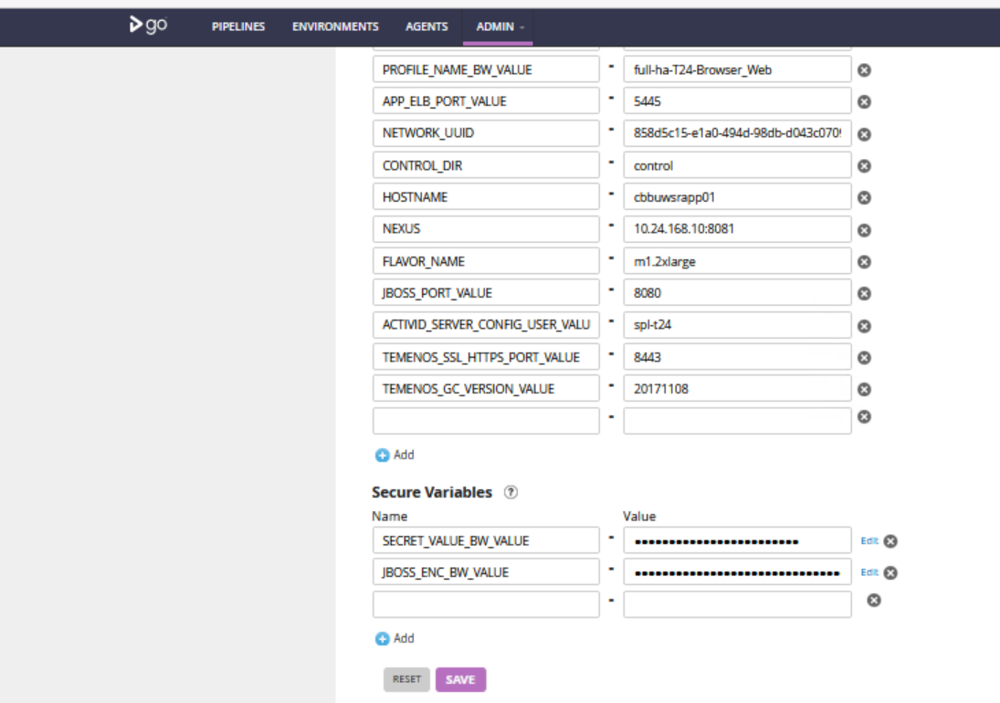 go PIPELINES ENVIRONMENTS AGENTS ADMIN
PROFILE_NAME_BW_VALUE - full-ha-T24-Browser_Web
APP_ELB_PORT_VALUE - 5445
NETWORK_UUID - 858d5c15-e1a0-494d-98db-d043c070
CONTROL_DIR - control
HOSTNAME - cbbuwsrapp01
NEXUS - 10.24.168.10:8081
FLAVOR_NAME - m1.2xlarge
JBOSS_PORT_VALUE - 8080
ACTIVID_SERVER_CONFIG_USER_VALU - spl-t24
TEMENOS_SSL_HTTPS_PORT_VALUE - 8443
TEMENOS_GC_VERSION_VALUE - 20171108
-
Add
Secure Variables ?
Name Value
SECRET_VALUE_BW_VALUE - •••••••••••••••••••••••• Edit
JBOSS_ENC_BW_VALUE - •••••••••••••••••••••••••••••• Edit
-
Add
RESET SAVE